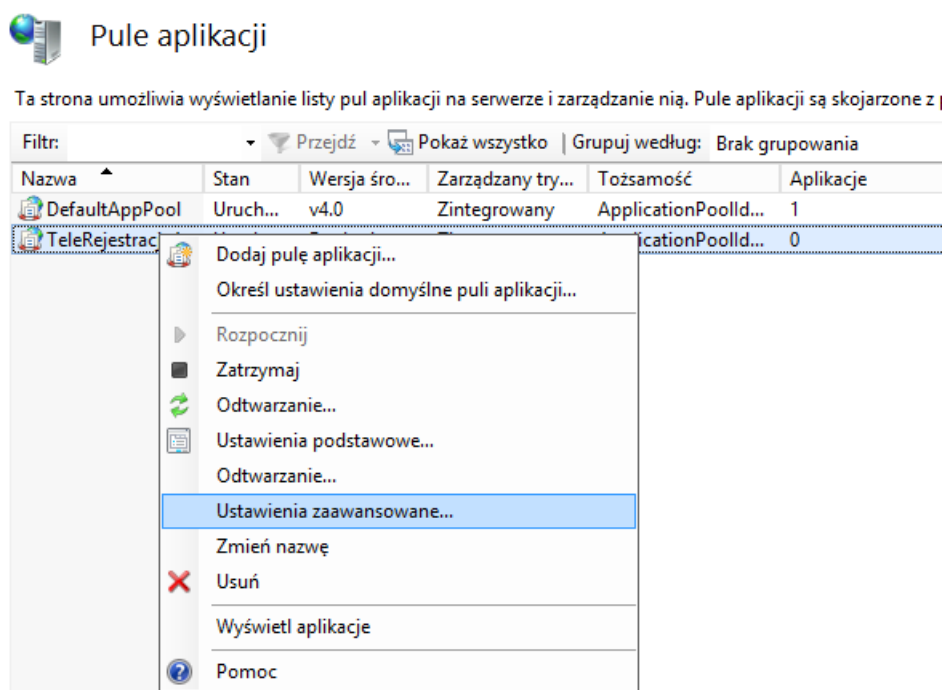 Pule aplikacji
Ta strona umożliwia wyświetlanie listy pul aplikacji na serwerze i zarządzanie nią. Pule aplikacji są skojarzone z
Filtr: Przejdź Pokaż wszystko Grupuj według: Brak grupowania
Nazwa Stan Wersja śro... Zarządzany try... Tożsamość Aplikacje
DefaultAppPool Uruch... v4.0 Zintegrowany ApplicationPoolId... 1
TeleRejestrac icationPoolId... 0
Dodaj pulę aplikacji...
Określ ustawienia domyślne puli aplikacji...
Rozpocznij
Zatrzymaj
Odtwarzanie...
Ustawienia podstawowe...
Odtwarzanie...
Ustawienia zaawansowane...
Zmień nazwę
Usuń
Wyświetl aplikacje
Pomoc